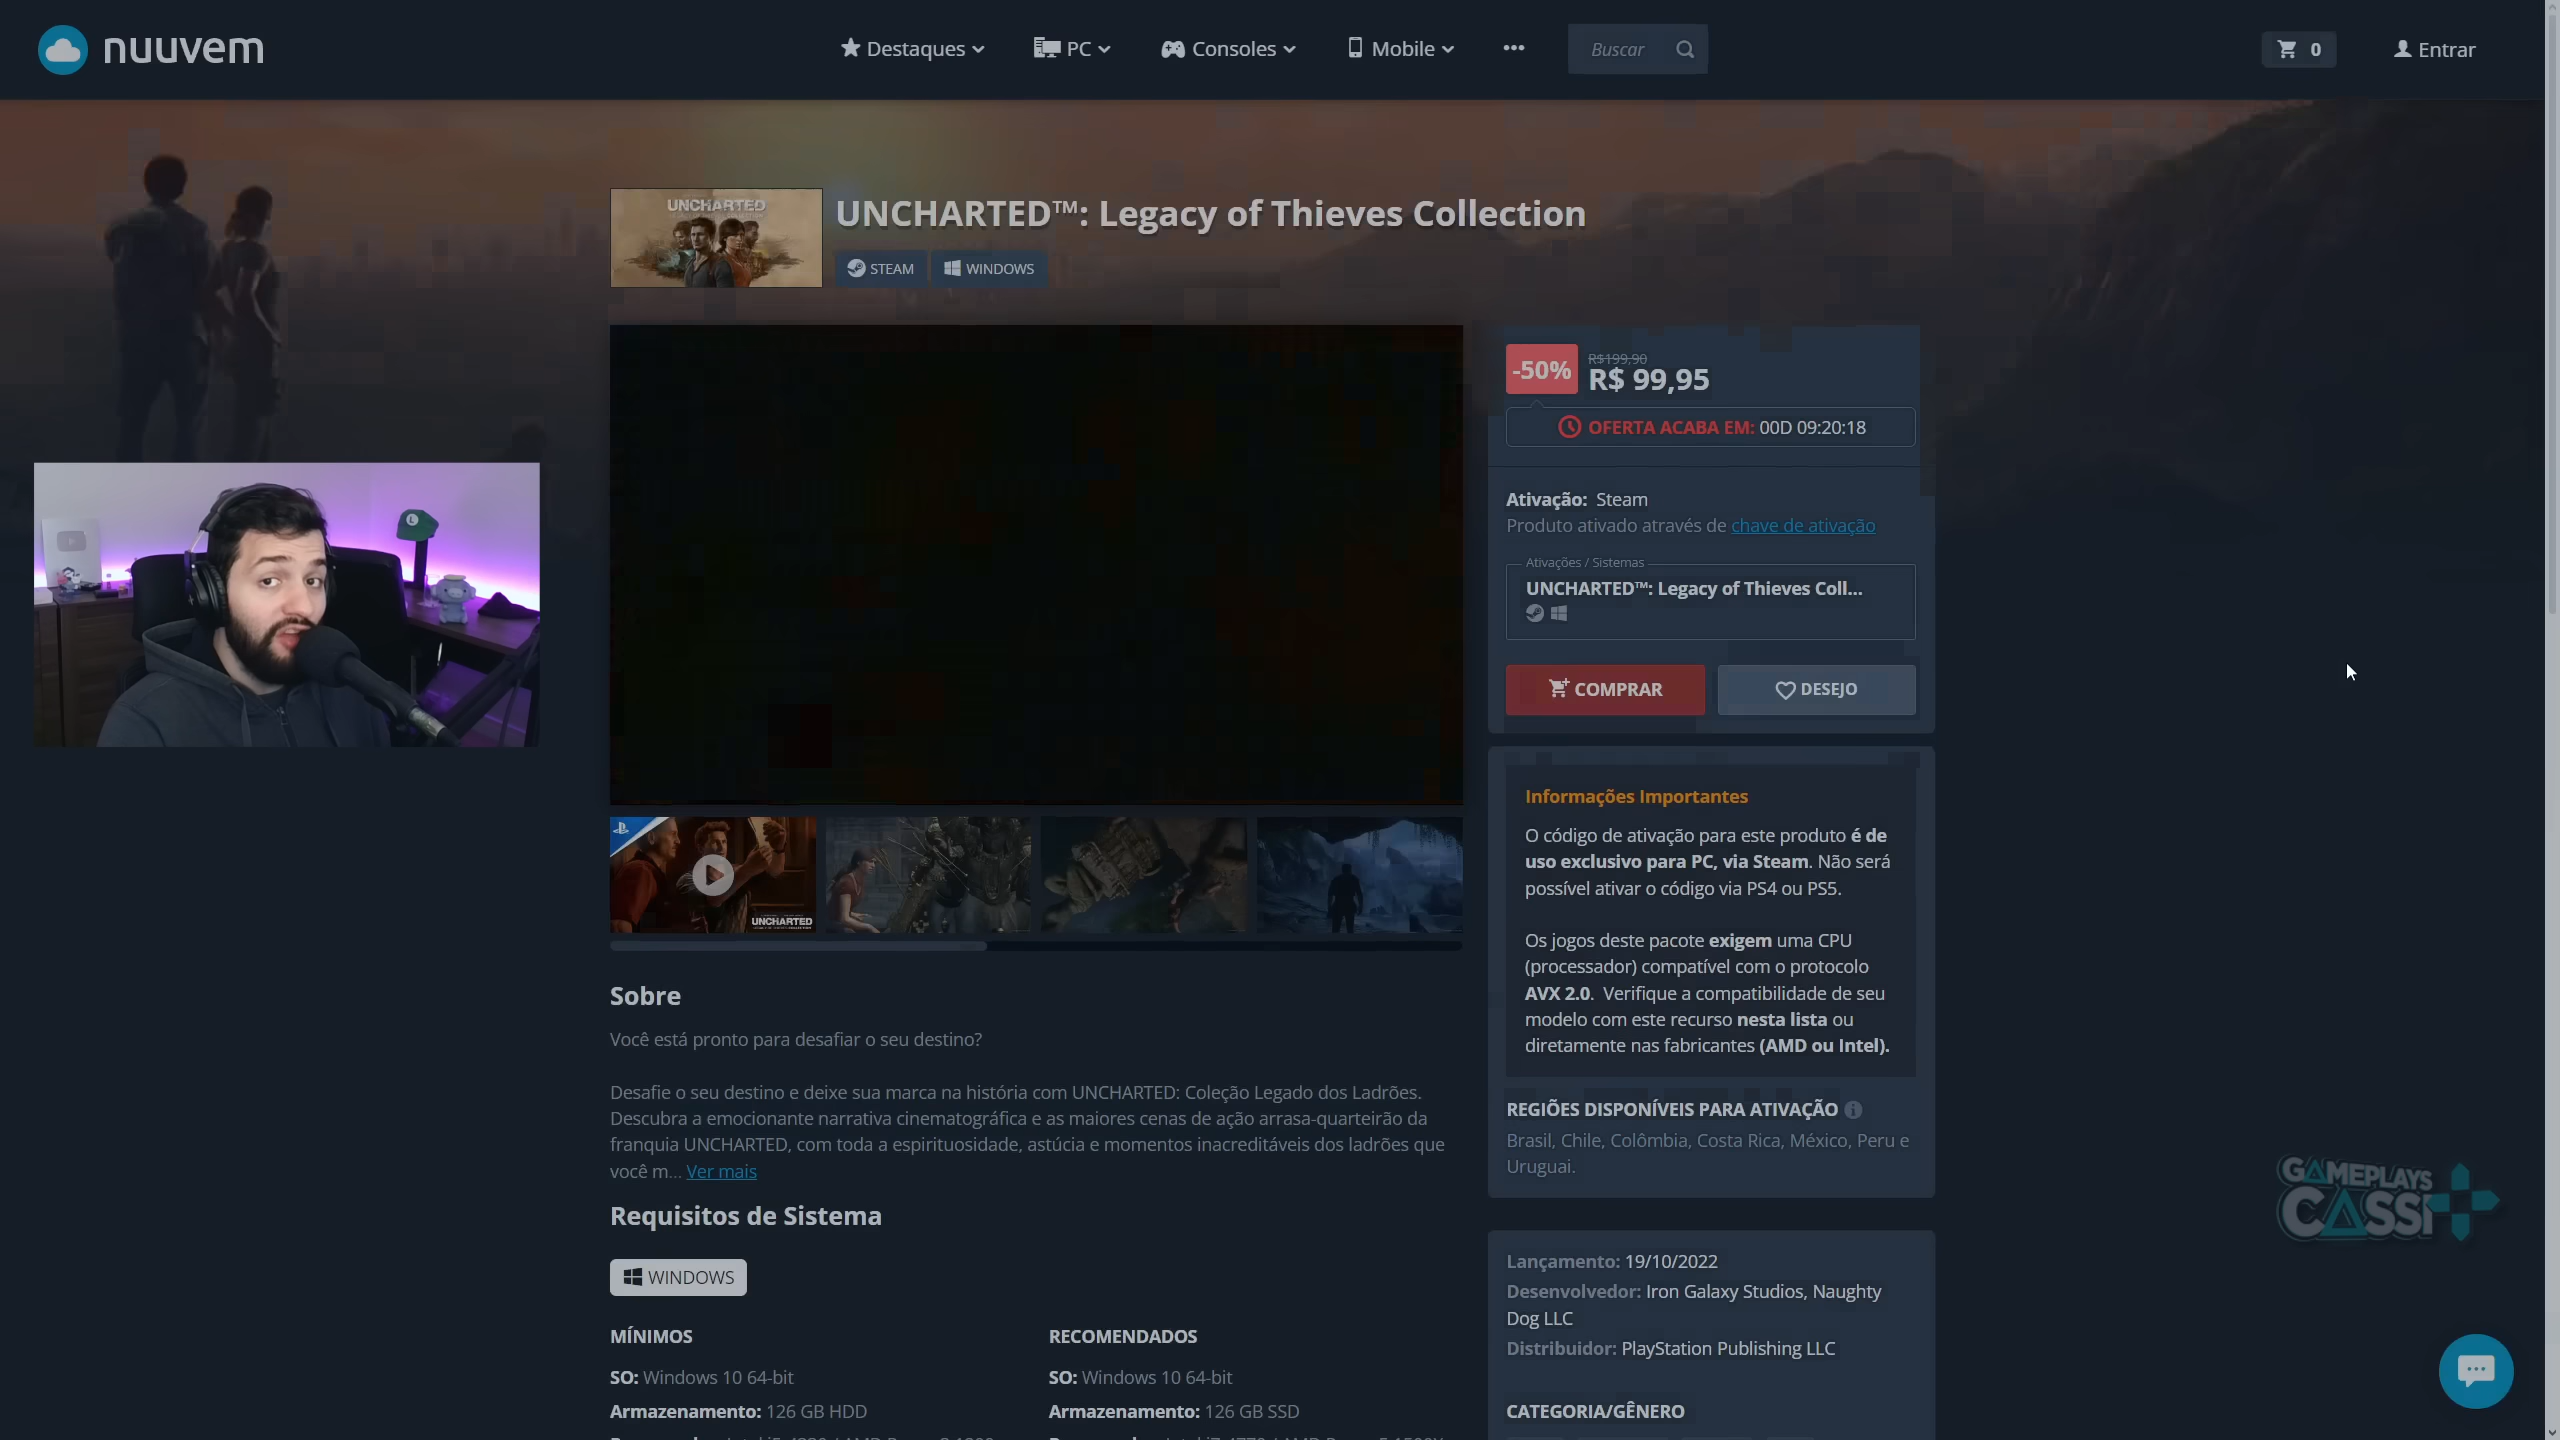 nuuvem
Destaques
PC
Consoles
Mobile
Buscar
0
Entrar
UNCHARTED
UNCHARTED™: Legacy of Thieves Collection
STEAM
WINDOWS
-50%
R$199,90
R$ 99,95
OFERTA ACABA EM: 00D 09:20:18
Ativação: Steam
Produto ativado através de chave de ativação
Ativações / Sistemas
UNCHARTED™: Legacy of Thieves Coll...
COMPRAR
DESEJO
Informações Importantes
O código de ativação para este produto é de
uso exclusivo para PC, via Steam. Não será
possível ativar o código via PS4 ou PS5.
Os jogos deste pacote exigem uma CPU
(processador) compatível com o protocolo
AVX 2.0. Verifique a compatibilidade de seu
modelo com este recurso nesta lista ou
diretamente nas fabricantes (AMD ou Intel).
REGIÕES DISPONÍVEIS PARA ATIVAÇÃO
Brasil, Chile, Colômbia, Costa Rica, México, Peru e
Uruguai.
UNCHARTED
Sobre
Você está pronto para desafiar o seu destino?
Desafie o seu destino e deixe sua marca na história com UNCHARTED: Coleção Legado dos Ladrões.
Descubra a emocionante narrativa cinematográfica e as maiores cenas de ação arrasa-quarteirão da
franquia UNCHARTED, com toda a espirituosidade, astúcia e momentos inacreditáveis dos ladrões que
você m... Ver mais
Requisitos de Sistema
WINDOWS
MÍNIMOS
SO: Windows 10 64-bit
Armazenamento: 126 GB HDD
RECOMENDADOS
SO: Windows 10 64-bit
Armazenamento: 126 GB SSD
Lançamento: 19/10/2022
Desenvolvedor: Iron Galaxy Studios, Naughty
Dog LLC
Distribuidor: PlayStation Publishing LLC
CATEGORIA/GÊNERO
GAMEPLAYS
CASSI
L